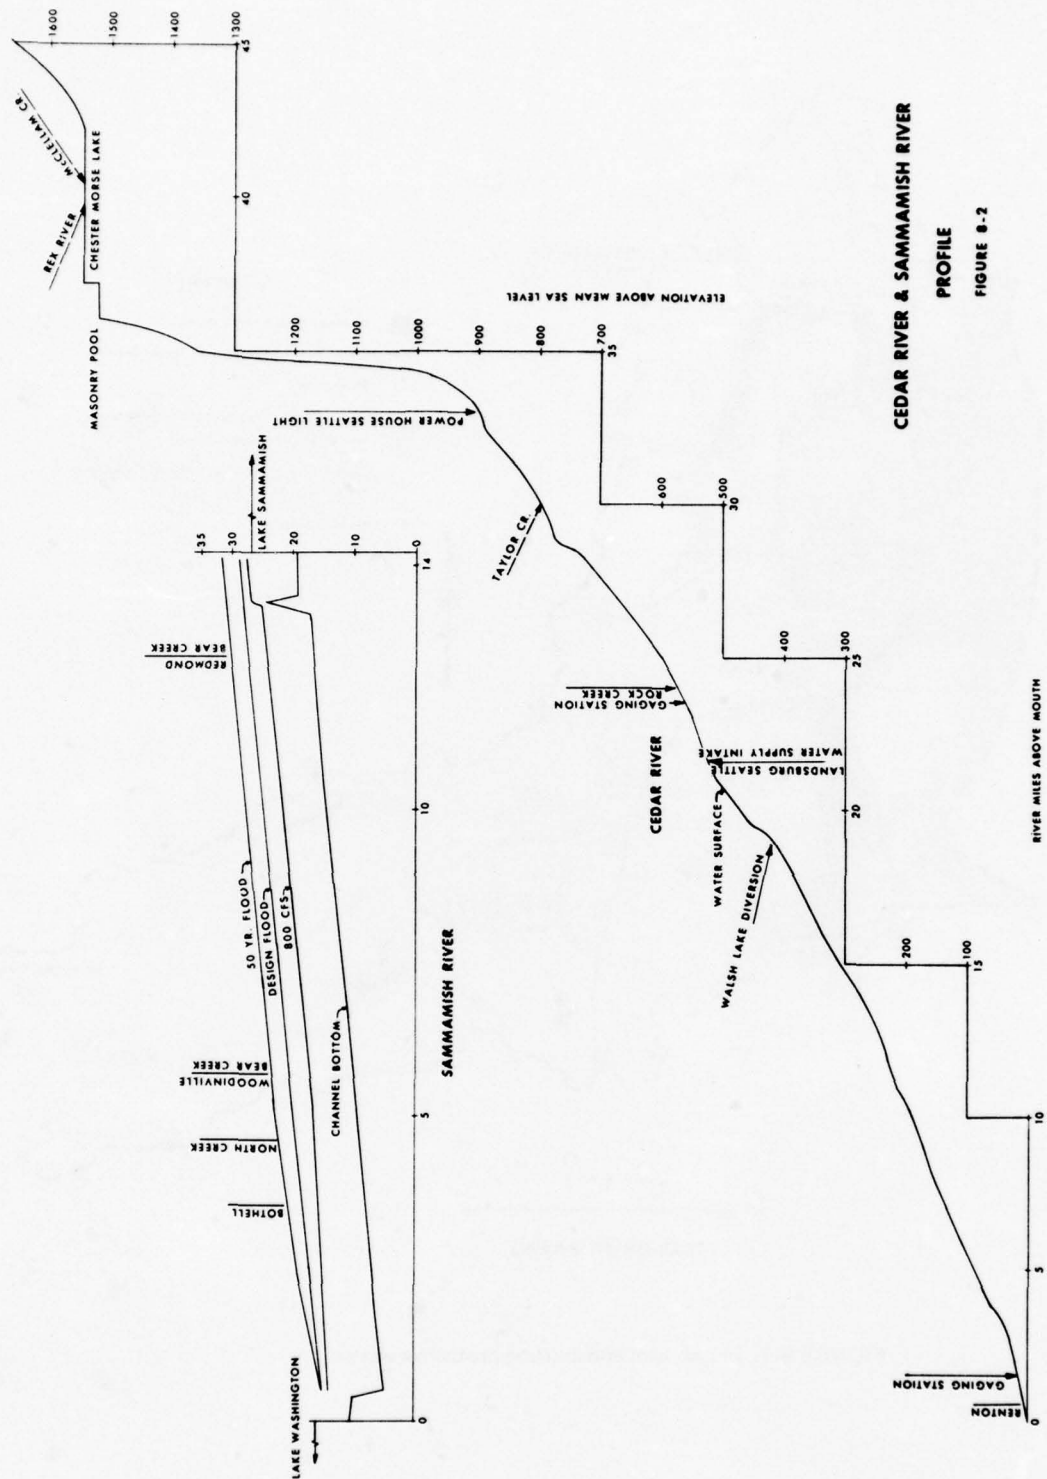 CEDAR RIVER & SAMMAMISH RIVER
PROFILE
FIGURE 8-2
LAKE WASHINGTON
BOTHELL
NORTH CREEK
WOODINVILLE
BEAR CREEK
50 YR. FLOUD
DESIGN FLOOD
800 CFS
CHANNEL BOTTOM
REDMOND
BEAR CREEK
LAKE SAMMAMISH
35
30
20
10
0
0
5
10
14
SAMMAMISH RIVER
MASONRY POOL
REX RIVER
McCLELLAM CR.
CHESTER MORSE LAKE
1600
1500
1400
1300
45
40
POWER HOUSE SEATTLE LIGHT
1200
1100
1000
900
800
700
35
ELEVATION ABOVE MEAN SEA LEVEL
TAYLOR CR.
600
500
30
CEDAR RIVER
GAGING STATION
ROCK CREEK
400
300
25
WATER SURFACE
LANDSBURG SEATTLE
WATER SUPPLY INTAKE
20
WALSH LAKE DIVERSION
200
100
15
10
5
0
RENTON
GAGING STATION
RIVER MILES ABOVE MOUTH